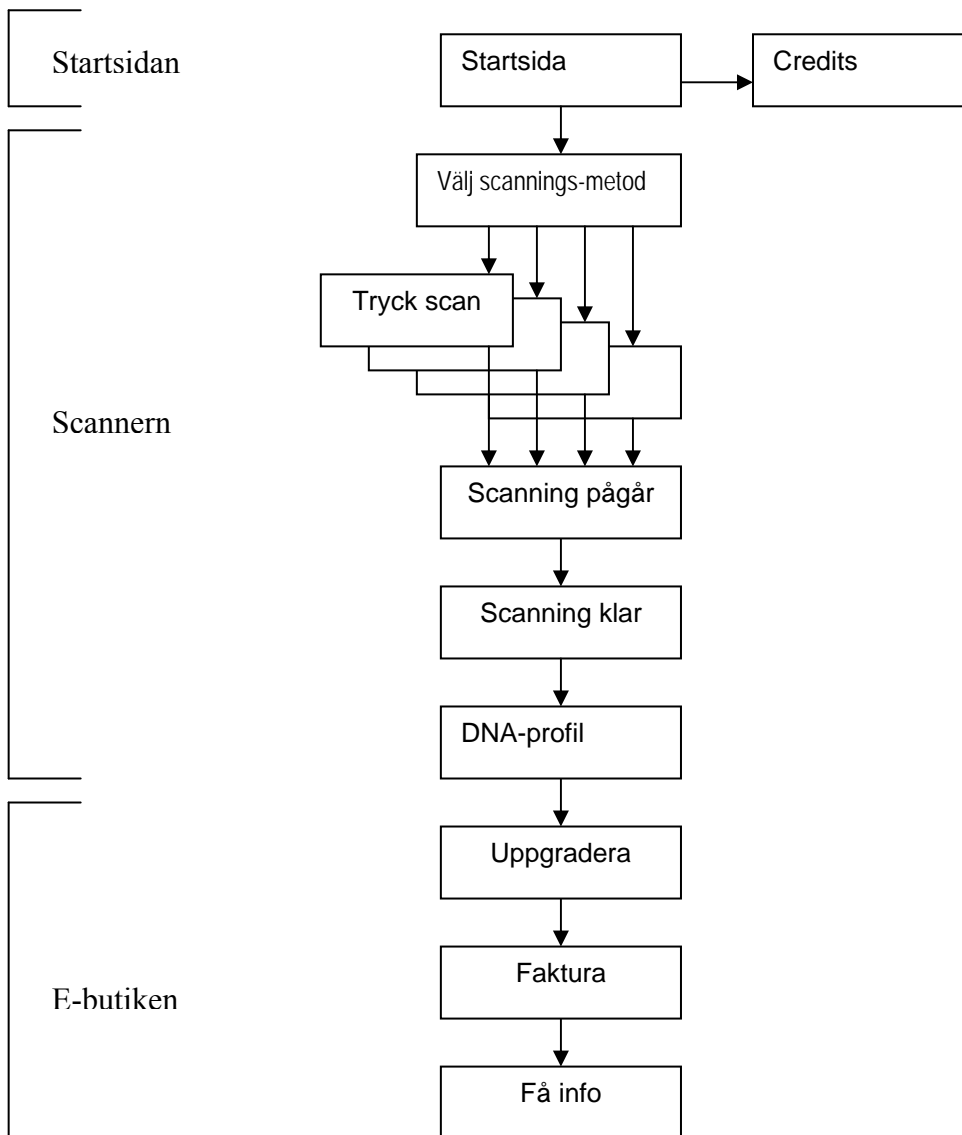 Startsidan
Startsida
Credits
Välj scannings-metod
Tryck scan
Scannern
Scanning pågår
Scanning klar
DNA-profil
Uppgradera
Faktura
E-butiken
Få info